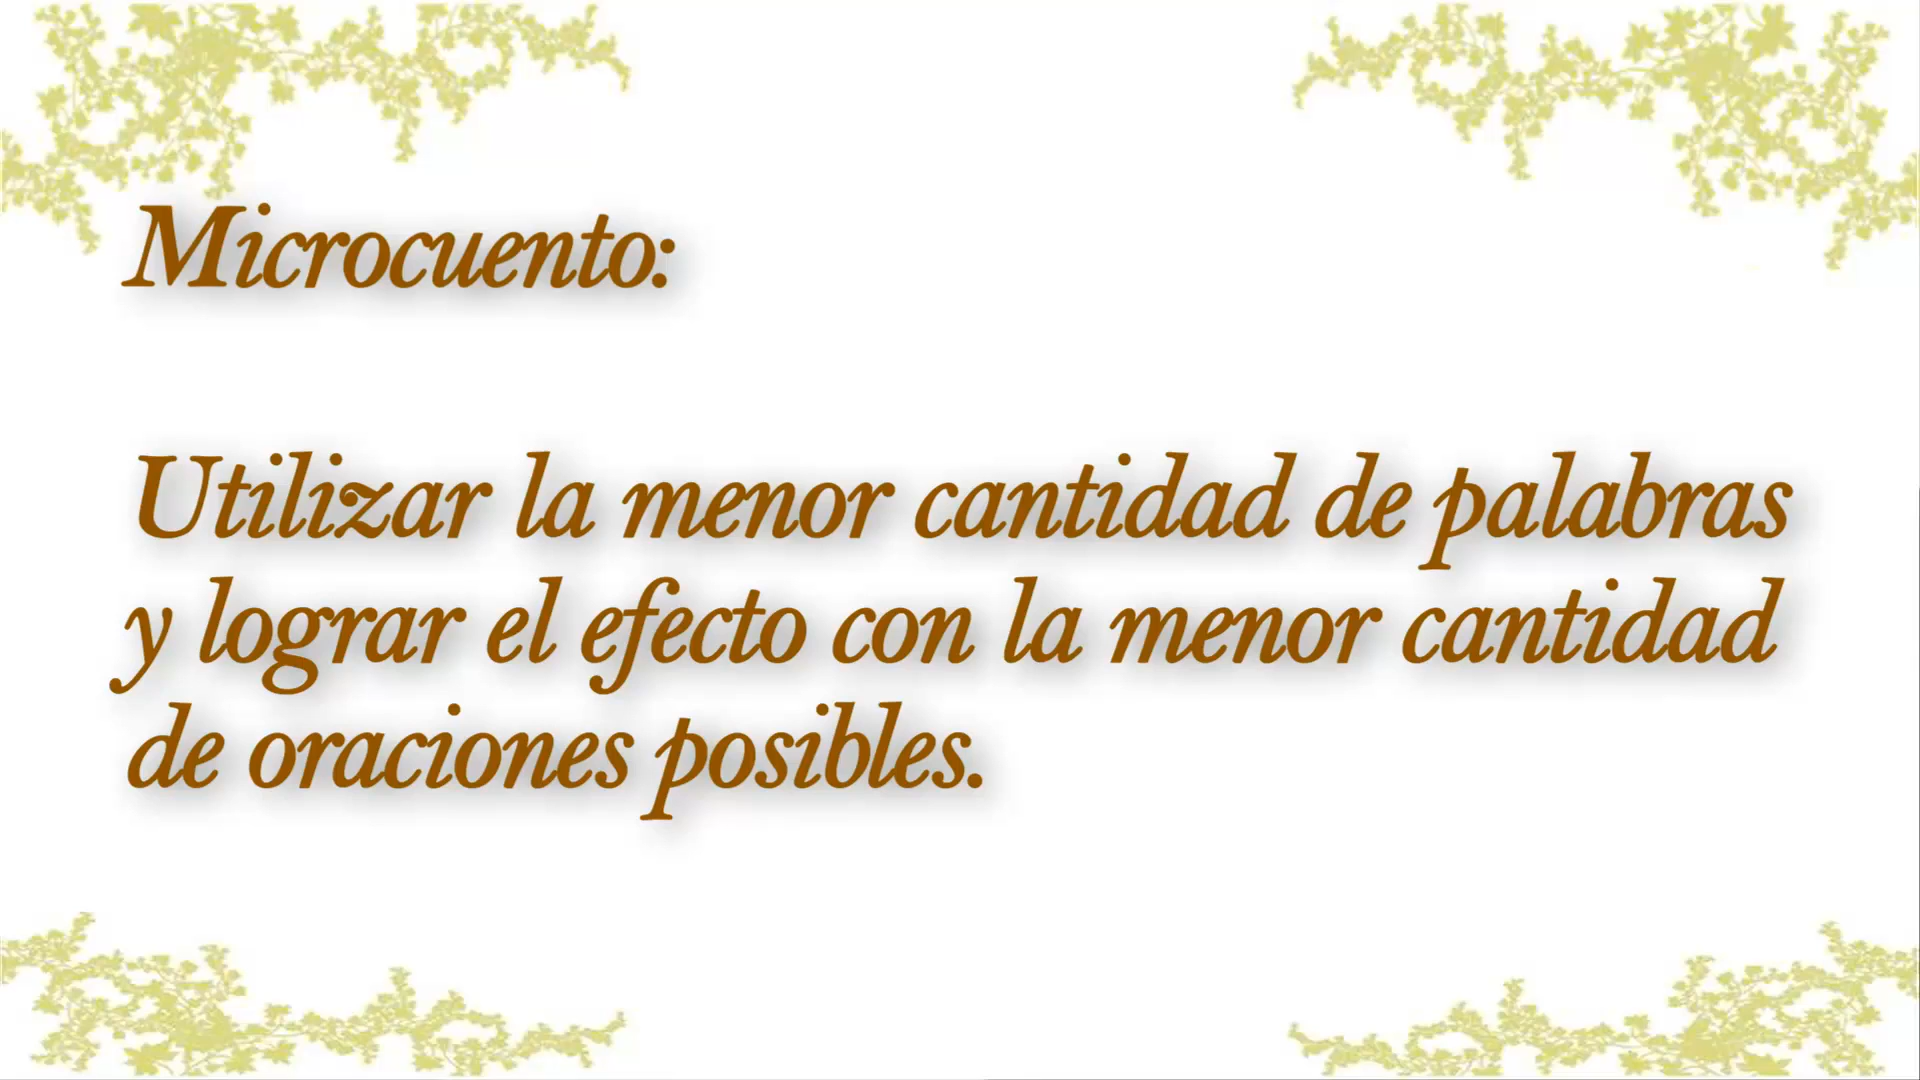 Microcuento:
Utilizar la menor cantidad de palabras
y lograr el efecto con la menor cantidad
de oraciones posibles.